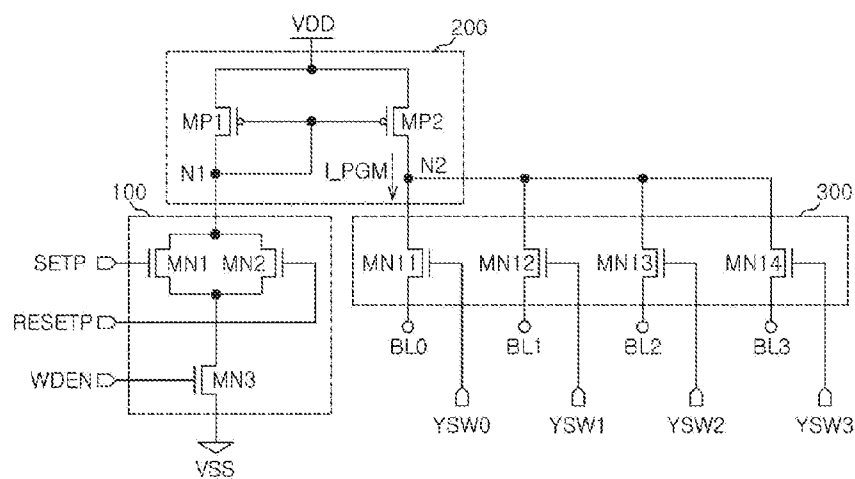 VDD
200
MP1
MP2
N1
I_PGM
N2
100
300
SETP
MN1
MN2
MN11
MN12
MN13
MN14
RESETP
BL0
BL1
BL2
BL3
WDEN
MN3
YSW0
YSW1
YSW2
YSW3
VSS